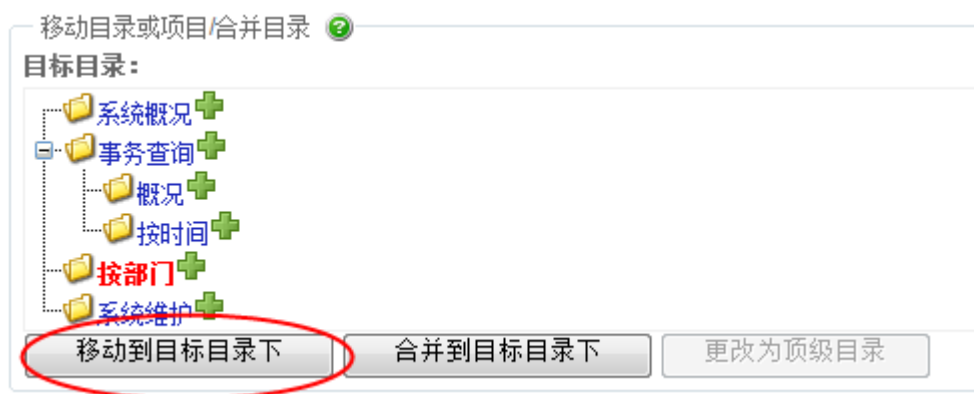 移动目录或项目/合并目录
目标目录：
系统概况
事务查询
概况
按时间
按部门
系统维护
移动到目标目录下 合并到目标目录下 更改为顶级目录